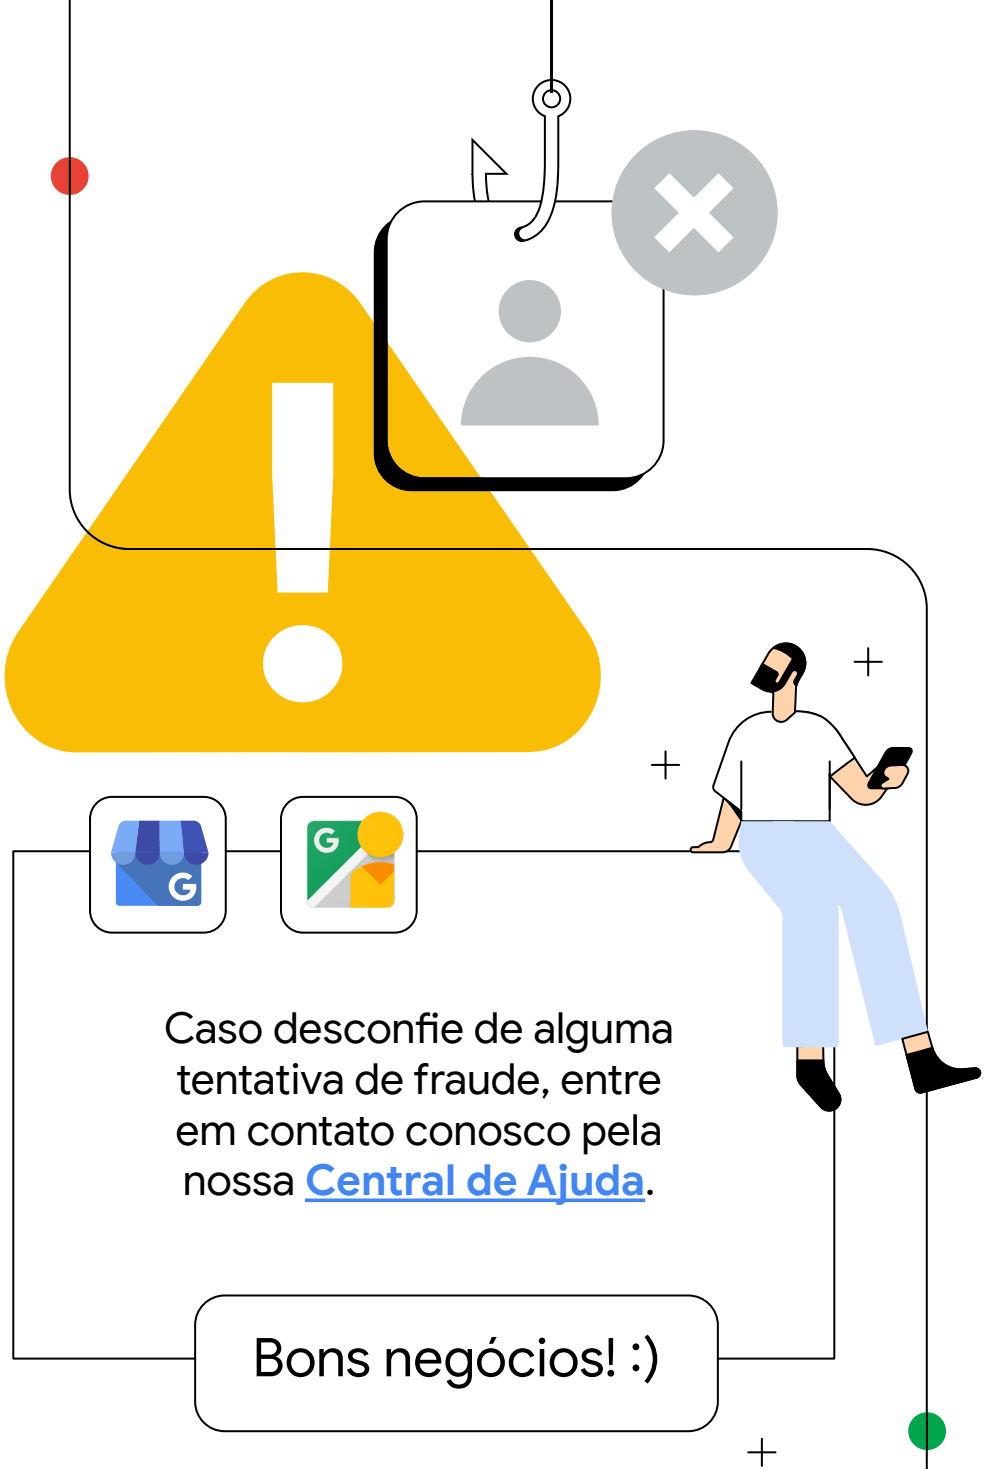 Caso desconfie de alguma
tentativa de fraude, entre
em contato conosco pela
nossa Central de Ajuda.
Bons negócios! :)